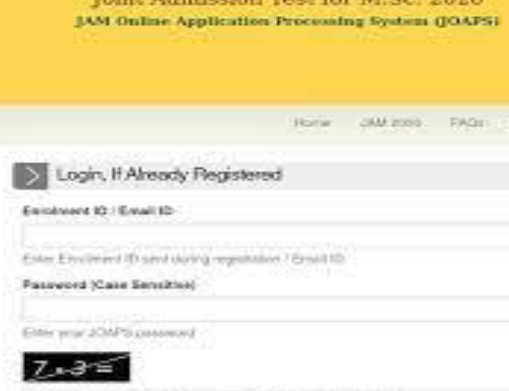 Joint Admission Test for M.Sc. 2020
JAM Online Application Processing System (JOAPS)
Home JAM 2020 FAQs
Login, If Already Registered
Enrolment ID / Email ID
Enter Enrolment ID sent during registration / Email ID
Password (Case Sensitive)
Enter your JOAPS password